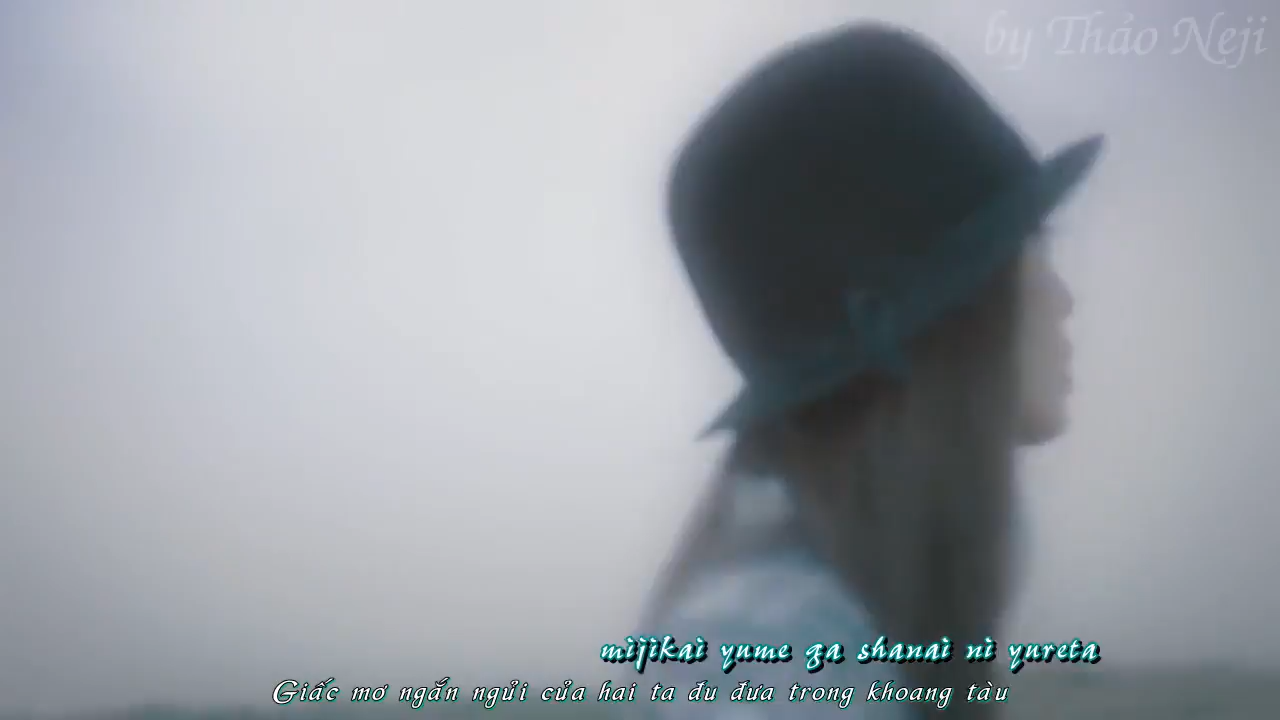 by Thảo Neji
mijikai yume ga shanai ni yureta
Giấc mơ ngắn ngủi của hai ta đu đưa trong khoang tàu